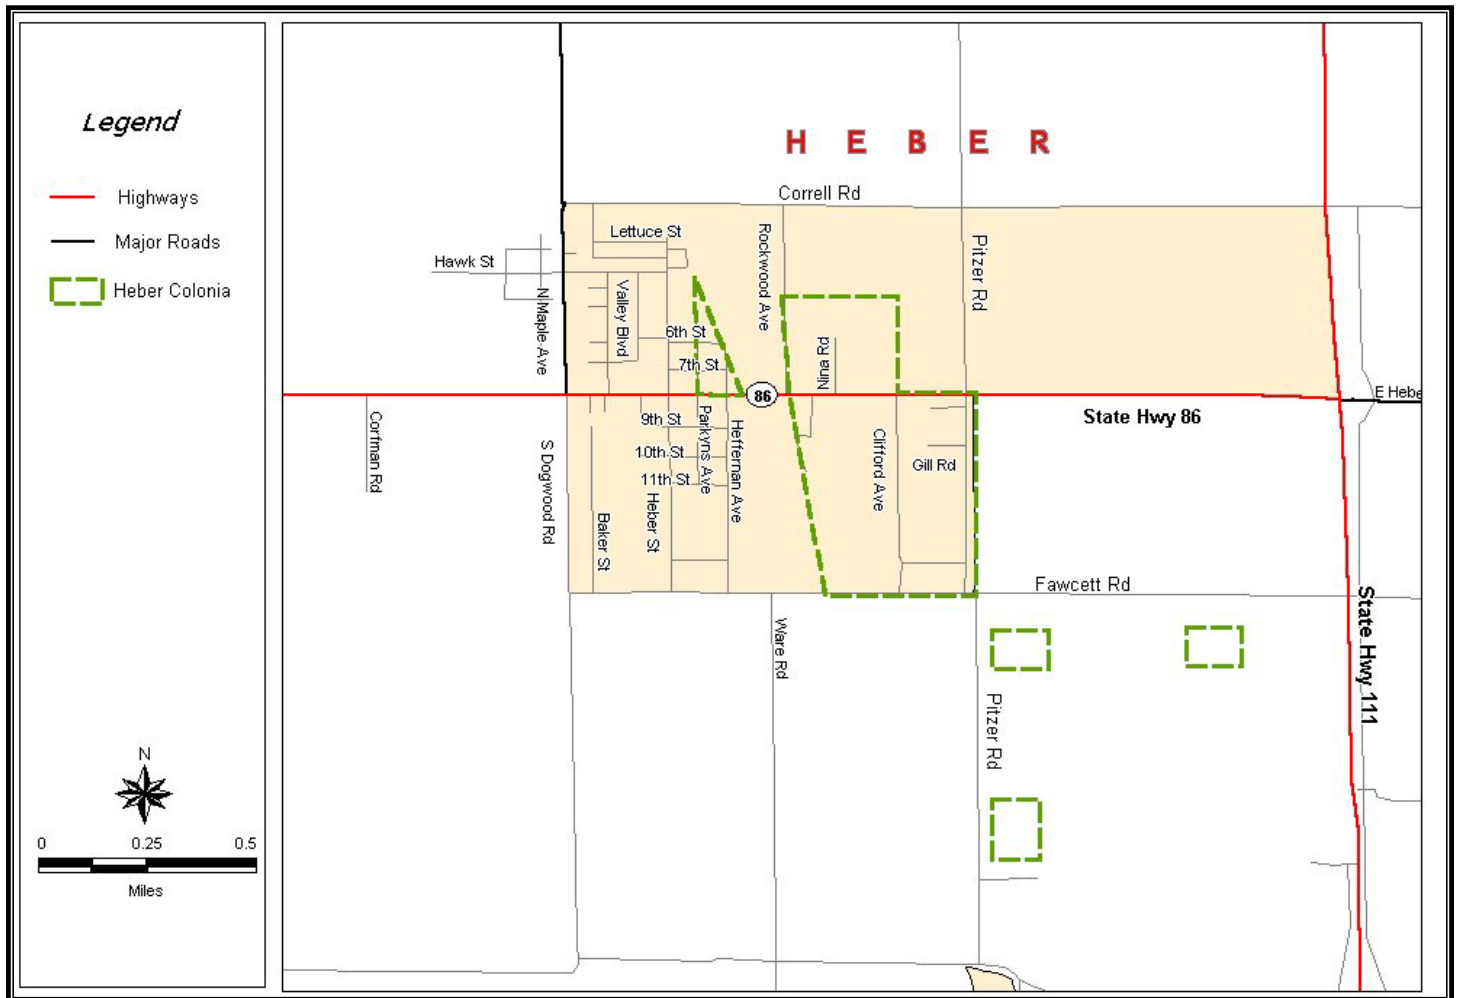 Legend
Highways
Major Roads
Heber Colonia
N
0 0.25 0.5
Miles
H E B E R
Correll Rd
Lettuce St
Hawk St
N Maple Ave
Valley Blvd
Rockwood Ave
Pitzer Rd
6th St
7th St
Nina Rd
86
State Hwy 86
E Hebe
Corfman Rd
S Dogwood Rd
9th St
10th St
11th St
Parkyns Ave
Heffernan Ave
Heber St
Baker St
Clifford Ave
Gill Rd
Fawcett Rd
Ware Rd
Pitzer Rd
State Hwy 111